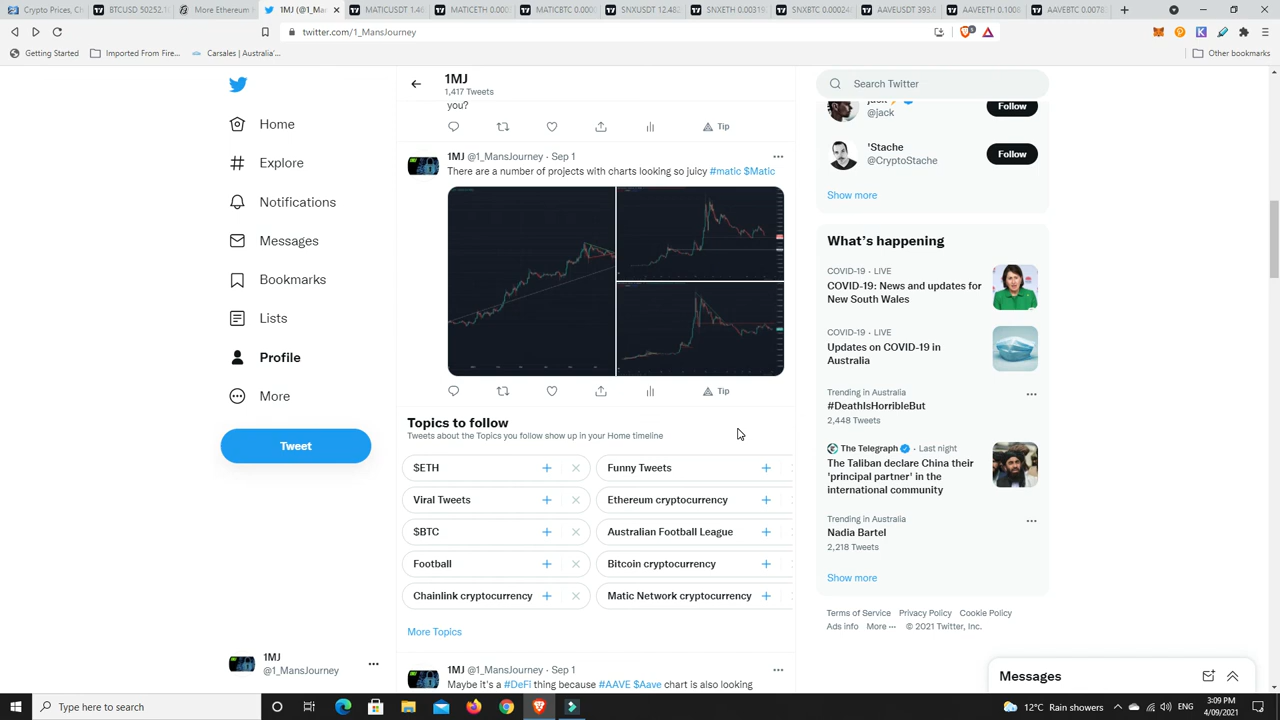 Crypto Prices, Ch
BTCUSD 50252.1
More Ethereum
1MJ (@1_Man
MATICUSDT 1.46
MATICETH 0.000
MATICBTC 0.000
SNXUSDT 12.482
SNXETH 0.00319
SNXBTC 0.00024
AAVEUSDT 393.6
AAVEETH 0.1008
AAVEBTC 0.0078
twitter.com/1_MansJourney
Getting Started
Imported From Fire...
Carsales | Australia'...
Other bookmarks
1MJ
1,417 Tweets
Search Twitter
you?
@jack
Follow
Tip
'Stache
@CryptoStache
Follow
Show more
Home
Explore
Notifications
Messages
Bookmarks
Lists
Profile
More
Tweet
1MJ @1_MansJourney · Sep 1
There are a number of projects with charts looking so juicy #matic $Matic
Tip
What's happening
COVID-19 · LIVE
COVID-19: News and updates for
New South Wales
COVID-19 · LIVE
Updates on COVID-19 in
Australia
Trending in Australia
#DeathIsHorribleBut
2,448 Tweets
The Telegraph · Last night
The Taliban declare China their
'principal partner' in the
international community
Trending in Australia
Nadia Bartel
2,218 Tweets
Show more
Topics to follow
Tweets about the Topics you follow show up in your Home timeline
$ETH
Funny Tweets
Viral Tweets
Ethereum cryptocurrency
$BTC
Australian Football League
Football
Bitcoin cryptocurrency
Chainlink cryptocurrency
Matic Network cryptocurrency
More Topics
Terms of Service Privacy Policy Cookie Policy
Ads info More ··· © 2021 Twitter, Inc.
1MJ
@1_MansJourney
1MJ @1_MansJourney · Sep 1
Maybe it's a #DeFi thing because #AAVE $Aave chart is also looking
Messages
Type here to search
12°C Rain showers
ENG
3:09 PM
4/09/2021